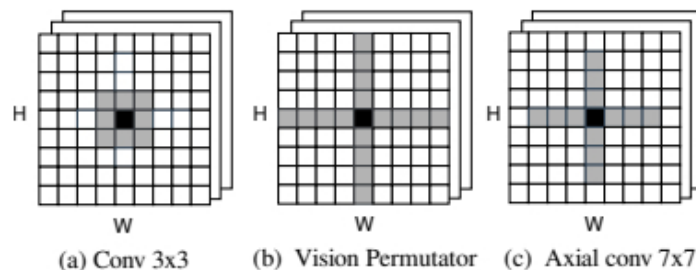 H H H
W W W
(a) Conv 3x3 (b) Vision Permutator (c) Axial conv 7x7